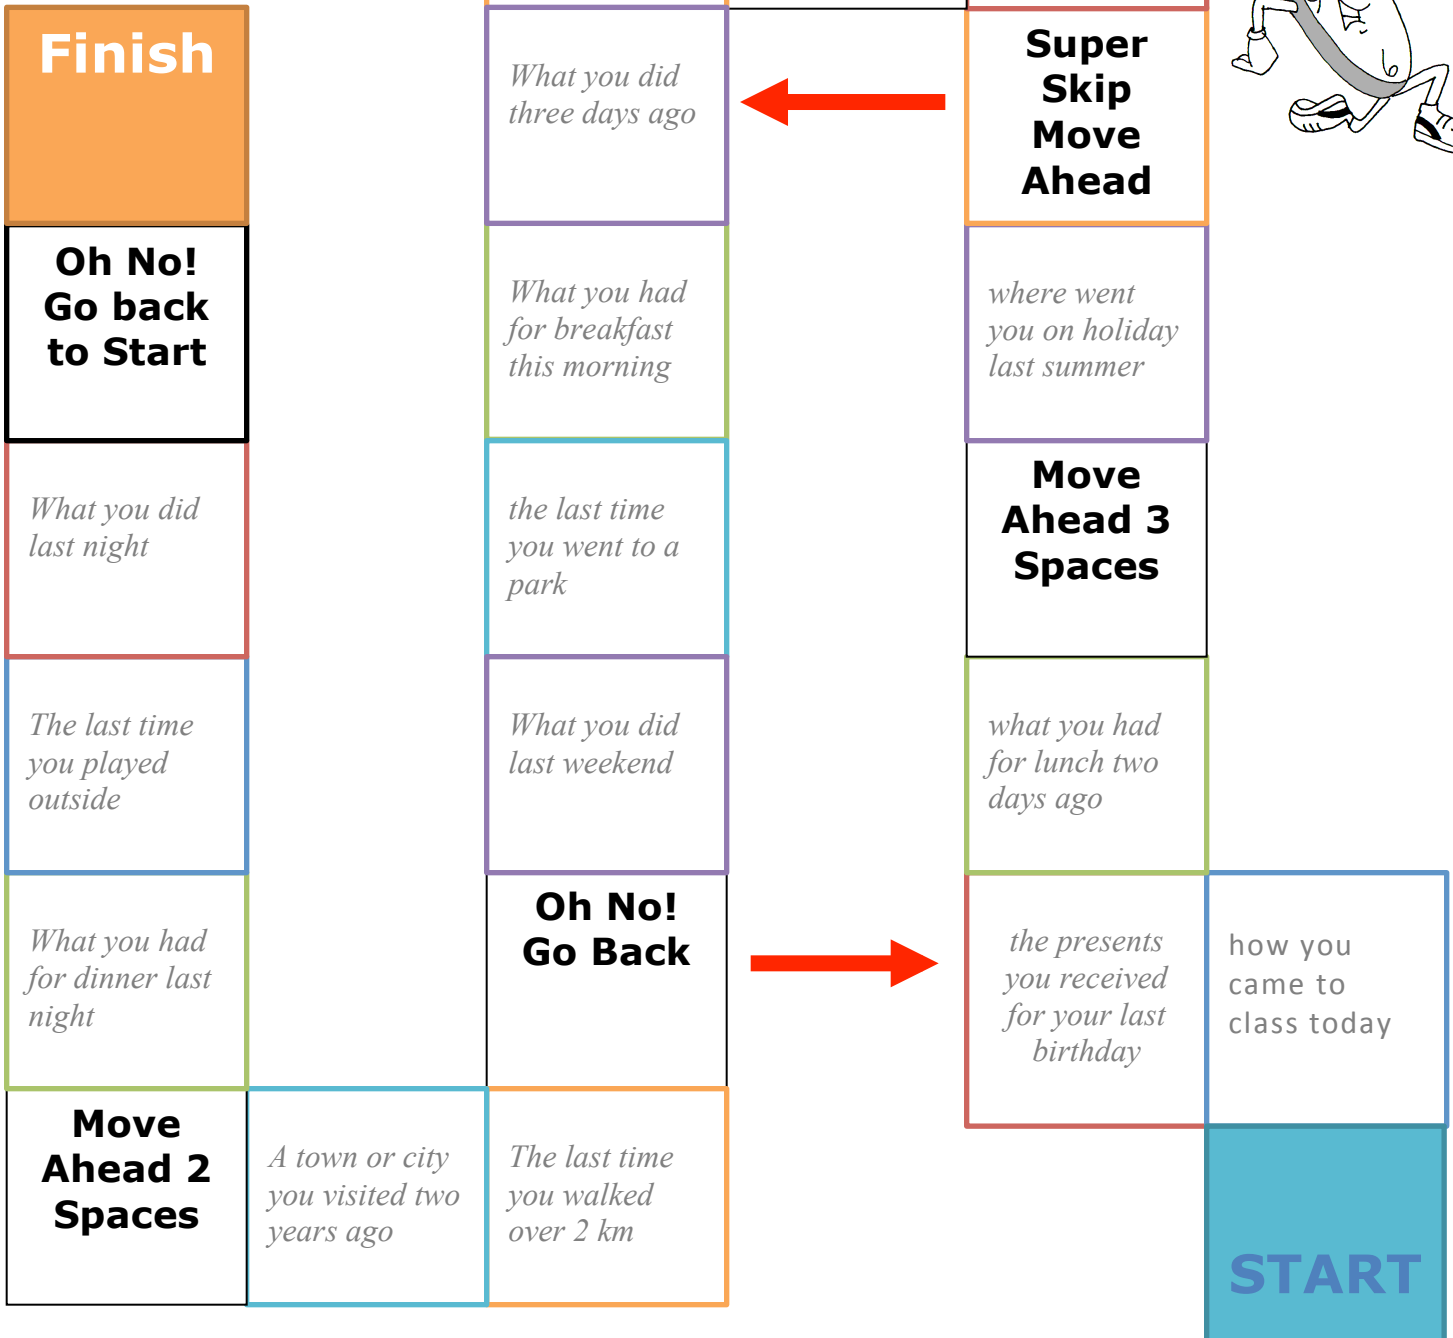 Finish
What you did
three days ago
Super
Skip
Move
Ahead
Oh No!
Go back
to Start
What you had
for breakfast
this morning
where went
you on holiday
last summer
What you did
last night
the last time
you went to a
park
Move
Ahead 3
Spaces
The last time
you played
outside
What you did
last weekend
what you had
for lunch two
days ago
What you had
for dinner last
night
Oh No!
Go Back
the presents
you received
for your last
birthday
how you
came to
class today
Move
Ahead 2
Spaces
A town or city
you visited two
years ago
The last time
you walked
over 2 km
START